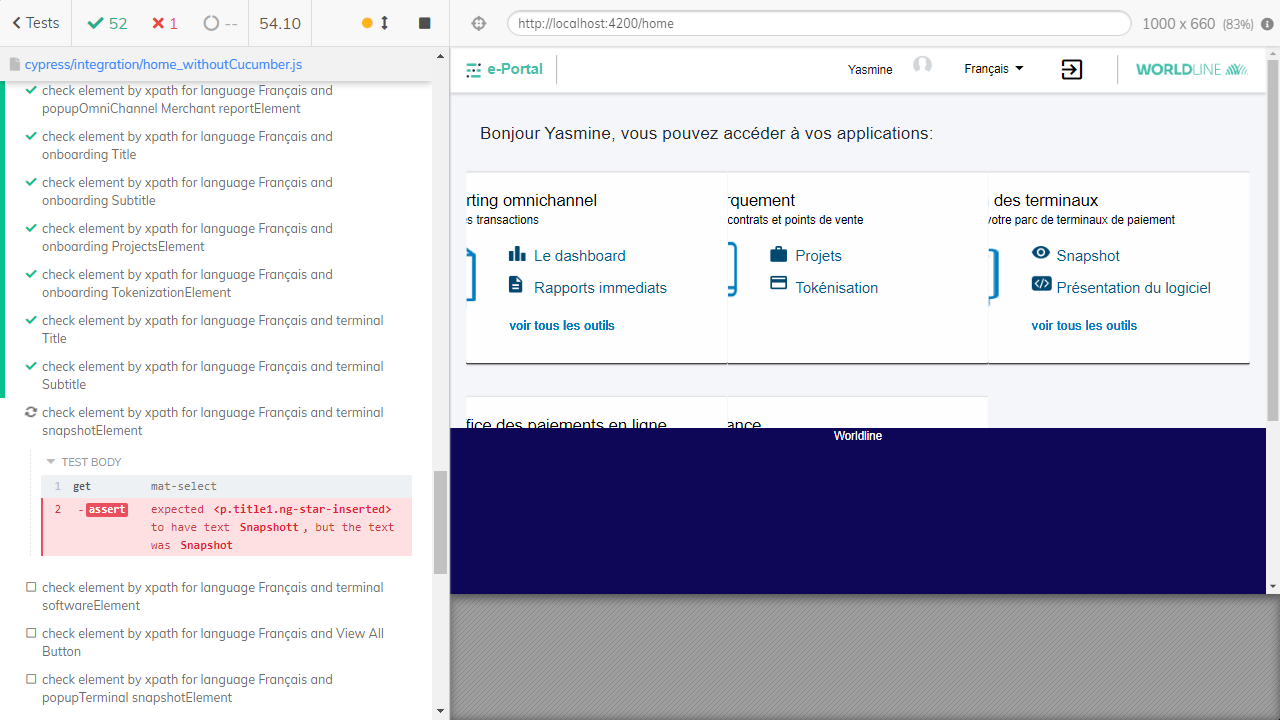 Tests
52
1
--
54.10
http://localhost:4200/home
1000 x 660 (83%)
cypress/integration/home_withoutCucumber.js
check element by xpath for language Français and
popupOmniChannel Merchant reportElement
check element by xpath for language Français and
onboarding Title
check element by xpath for language Français and
onboarding Subtitle
check element by xpath for language Français and
onboarding ProjectsElement
check element by xpath for language Français and
onboarding TokenizationElement
check element by xpath for language Français and terminal
Title
check element by xpath for language Français and terminal
Subtitle
check element by xpath for language Français and terminal
snapshotElement
TEST BODY
1 get mat-select
2 -assert expected <p.title1.ng-star-inserted>
to have text Snapshott, but the text
was Snapshot
check element by xpath for language Français and terminal
softwareElement
check element by xpath for language Français and View All
Button
check element by xpath for language Français and
popupTerminal snapshotElement
e-Portal
Yasmine
Français
WORLDLINE
Bonjour Yasmine, vous pouvez accéder à vos applications:
rting omnichannel
s transactions
Le dashboard
Rapports immediats
voir tous les outils
rquement
contrats et points de vente
Projets
Tokénisation
des terminaux
votre parc de terminaux de paiement
Snapshot
Présentation du logiciel
voir tous les outils
fice des paiements en ligne
ance
Worldline